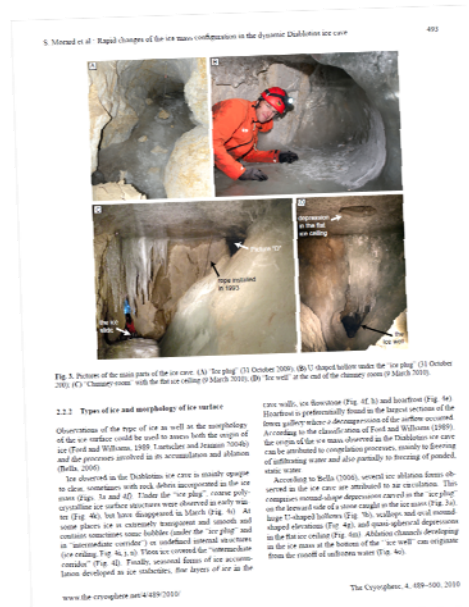 S. Morard et al.: Rapid changes of the ice mass configuration in the dynamic Diablotins ice cave
493
A
B
C
D
Picture "D"
rope installed
in 1993
the ice
slide
depression
in the flat
ice ceiling
the
ice well
Fig. 3. Pictures of the main parts of the ice cave. (A) "Ice plug" (31 October 2009), (B) U-shaped hollow under the "ice plug" (31 October
2009), (C) "Chimney-room" with the flat ice ceiling (9 March 2010), (D) "Ice well" at the end of the chimney room (9 March 2010).
2.2.2 Types of ice and morphology of ice surface
Observations of the type of ice as well as the morphology
of the ice surface could be used to assess both the origin of
ice (Ford and Williams, 1989; Luetscher and Jeannin 2004b)
and the processes involved in its accumulation and ablation
(Bella, 2006).
Ice observed in the Diablotins ice cave is mainly opaque
to clear, sometimes with rock debris incorporated in the ice
mass (Figs. 3a and 4f). Under the "ice plug", coarse poly-
crystalline ice surface structures were observed in early win-
ter (Fig. 4k), but have disappeared in March (Fig. 4l). At
some places ice is extremely transparent and smooth and
contains sometimes some bubbles (under the "ice plug" and
in "intermediate corridor") or undefined internal structures
(ice ceiling, Fig. 4i, j, n). Thin ice covered the "intermediate
corridor" (Fig. 4l). Finally, seasonal forms of ice accumu-
lation developed as ice stalactites, fine layers of ice in the
cave walls, ice flowstone (Fig. 4f, h) and hoarfrost (Fig. 4e).
Hoarfrost is preferentially found in the largest sections of the
lower gallery where a decompression of the airflow occurred.
According to the classification of Ford and Williams (1989),
the origin of the ice mass observed in the Diablotins ice cave
can be attributed to congelation processes, mainly to freezing
of infiltrating water and also partially to freezing of ponded,
static water.
According to Bella (2006), several ice ablation forms ob-
served in the ice cave are attributed to air circulation. This
comprises round-shape depressions carved in the "ice plug"
on the leeward side of a stone caught in the ice mass (Fig. 3a),
huge U-shaped hollows (Fig. 3b), scallops and oval mound-
shaped elevations (Fig. 4g), and quasi-spherical depressions
in the flat ice ceiling (Fig. 4m). Ablation channels developing
in the ice mass at the bottom of the "ice well" can originate
from the runoff of unfrozen water (Fig. 4o).
www.the-cryosphere.net/4/489/2010/
The Cryosphere, 4, 489–500, 2010